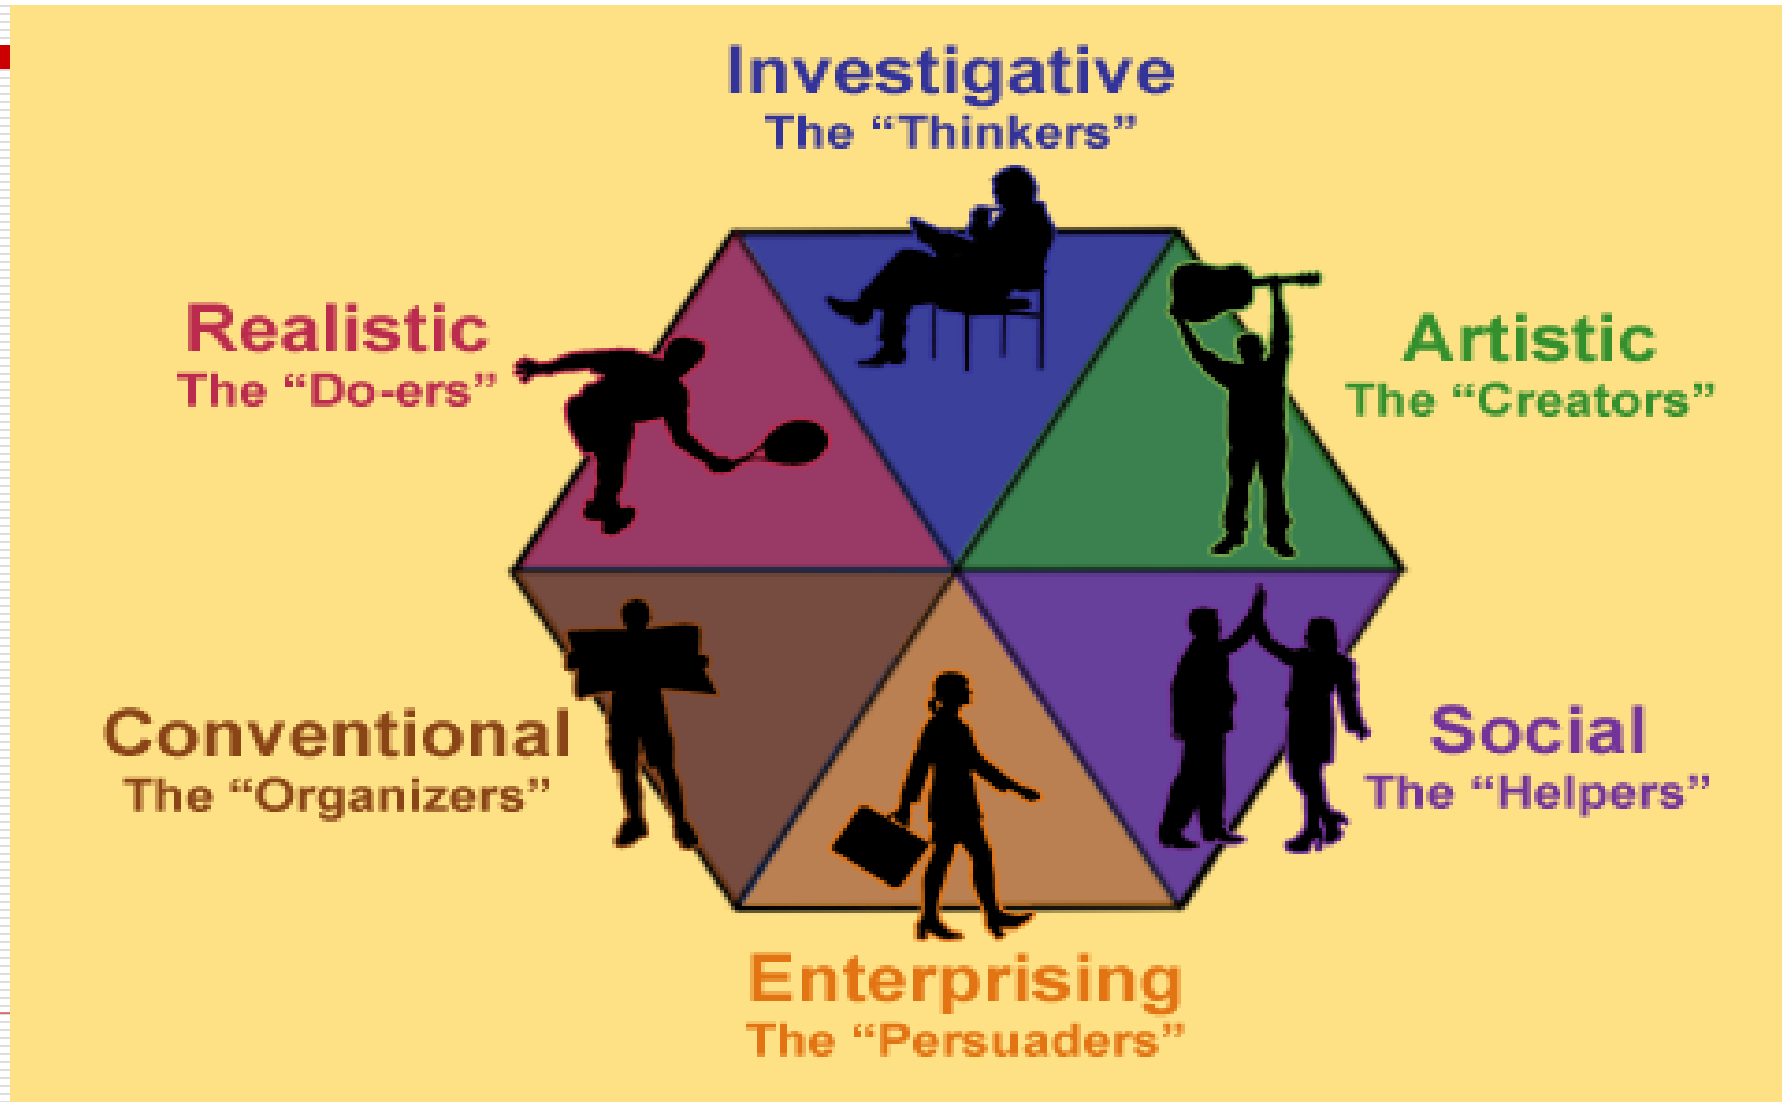 Investigative
The “Thinkers”
Realistic
The “Do-ers”
Artistic
The “Creators”
Conventional
The “Organizers”
Social
The “Helpers”
Enterprising
The “Persuaders”